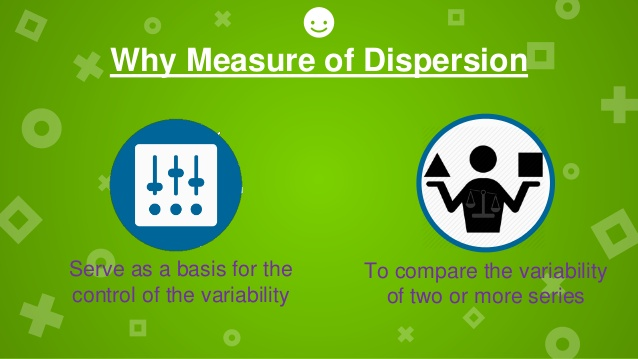 Why Measure of Dispersion
Serve as a basis for the
control of the variability
To compare the variability
of two or more series